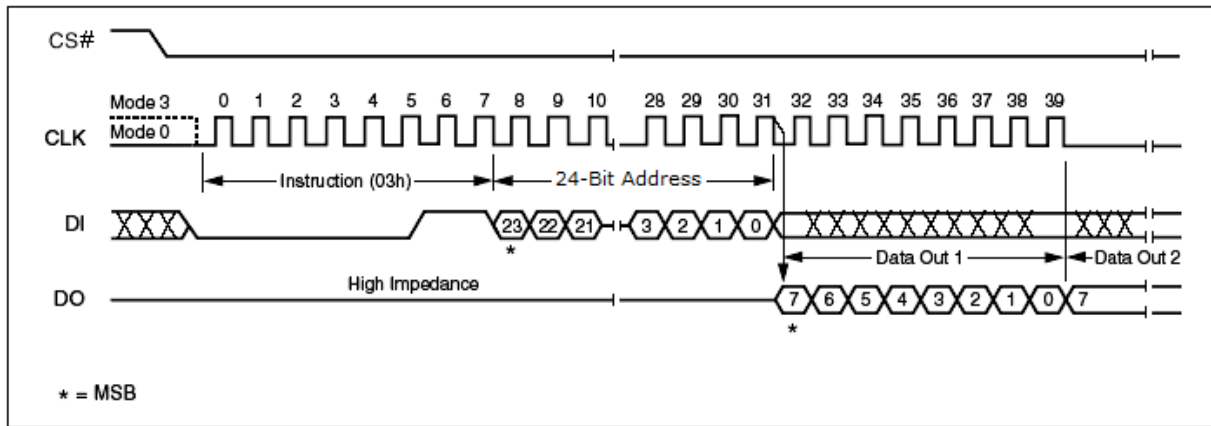 CS#
Mode 3
0 1 2 3 4 5 6 7 8 9 10 28 29 30 31 32 33 34 35 36 37 38 39
CLK
Mode 0
Instruction (03h)
24-Bit Address
DI
23 22 21 3 2 1 0
*
Data Out 1
Data Out 2
High Impedance
DO
7 6 5 4 3 2 1 0 7
*
* = MSB